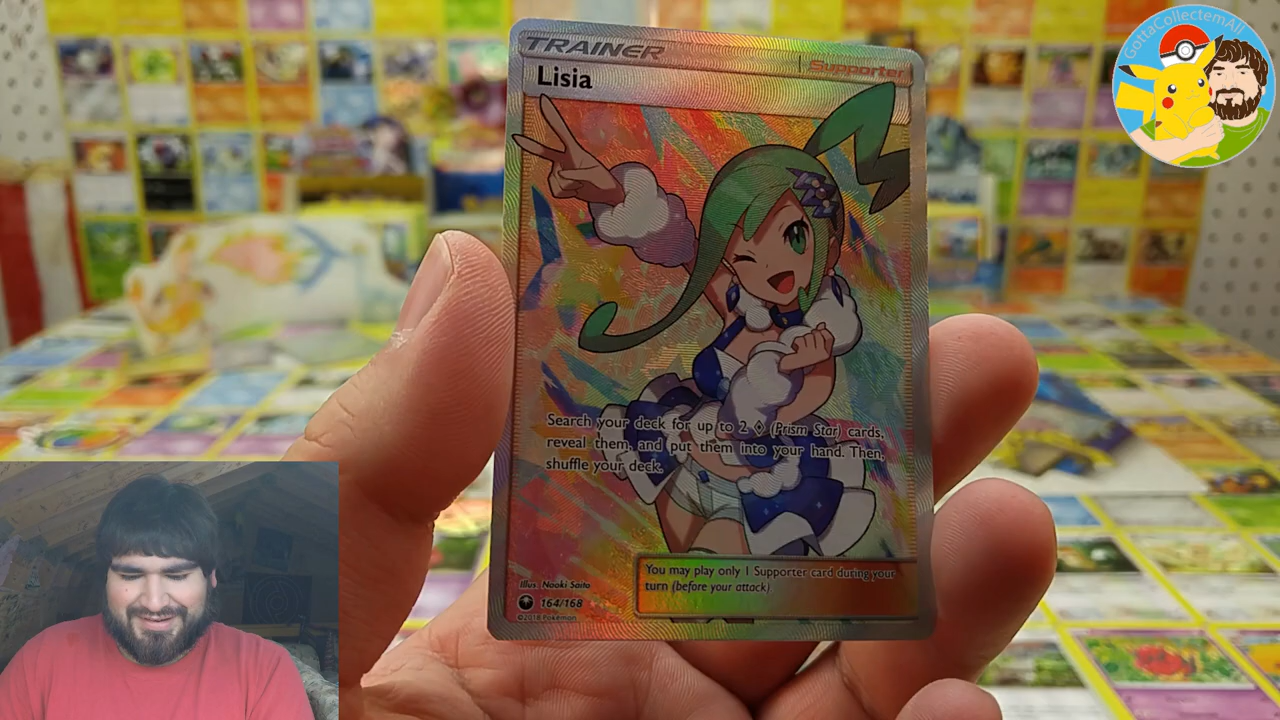 GottaCollectemAll
TRAINER
Supporter
Lisia
Search your deck for up to 2 ◇ (Prism Star) cards,
reveal them, and put them into your hand. Then,
shuffle your deck.
You may play only 1 Supporter card during your
turn (before your attack).
Illus. Naoki Saito
164/168
©2018 Pokémon